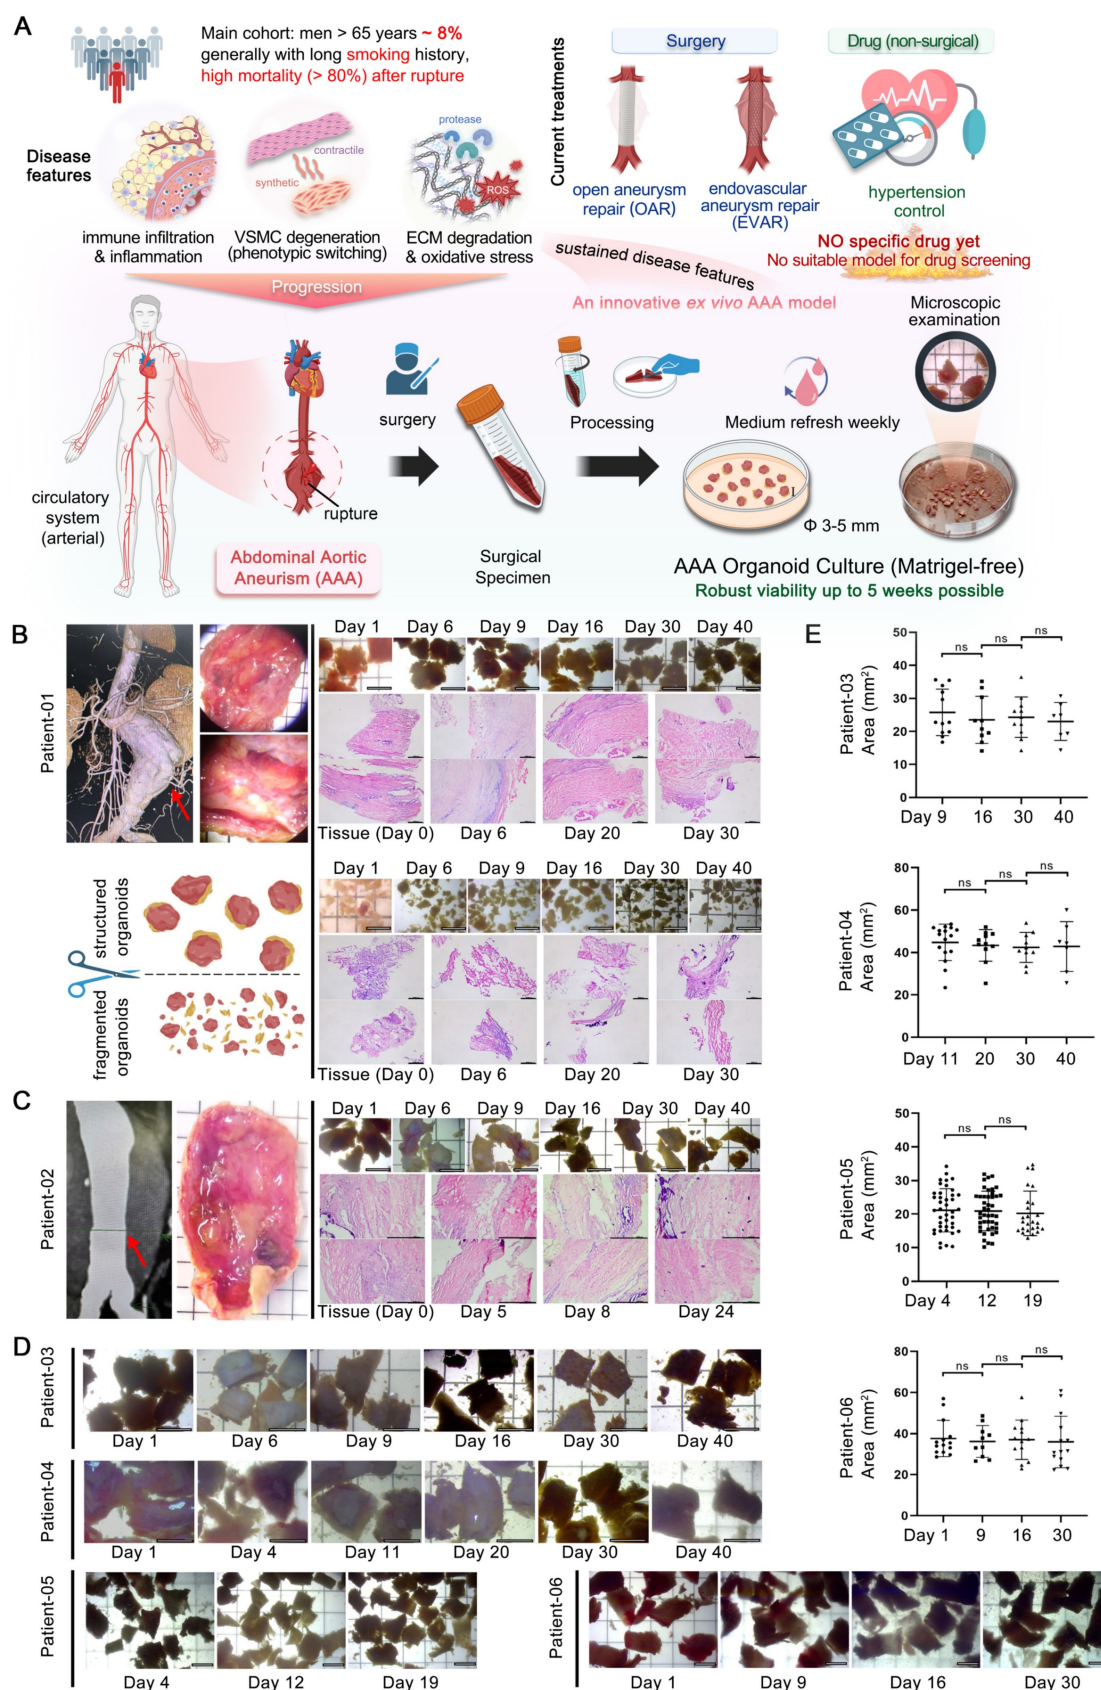 A
Main cohort: men > 65 years ~ 8%
generally with long smoking history,
high mortality (> 80%) after rupture
Disease
features
contractile
synthetic
protease
ROS
immune infiltration
& inflammation
VSMC degeneration
(phenotypic switching)
ECM degradation
& oxidative stress
Progression
Current treatments
Surgery
Drug (non-surgical)
open aneurysm
repair (OAR)
endovascular
aneurysm repair
(EVAR)
hypertension
control
NO specific drug yet
No suitable model for drug screening
sustained disease features
An innovative ex vivo AAA model
Microscopic
examination
circulatory
system
(arterial)
rupture
Abdominal Aortic
Aneurism (AAA)
surgery
Surgical
Specimen
Processing
Medium refresh weekly
Φ 3-5 mm
AAA Organoid Culture (Matrigel-free)
Robust viability up to 5 weeks possible
B
Patient-01
structured
organoids
fragmented
organoids
Day 1 Day 6 Day 9 Day 16 Day 30 Day 40
Tissue (Day 0) 6 20 30
Day 1 Day 6 Day 9 Day 16 Day 30 Day 40
Tissue (Day 0) 6 20 30
C
Patient-02
Day 1 Day 6 Day 9 Day 16 Day 30 Day 40
Tissue (Day 0) 5 8 24
D
Patient-03
Day 1 Day 6 Day 9 Day 16 Day 30 Day 40
Patient-04
Day 1 Day 4 Day 11 Day 20 Day 30 Day 40
Patient-05
Day 4 Day 12 Day 19
Patient-06
Day 1 Day 9 Day 16 Day 30
E
Patient-03
Area (mm²)
50
40
30
20
10
0
ns ns ns
Day 9 16 30 40
Patient-04
Area (mm²)
80
60
40
20
0
ns ns ns
Day 11 20 30 40
Patient-05
Area (mm²)
50
40
30
20
10
0
ns ns
Day 4 12 19
Patient-06
Area (mm²)
80
60
40
20
0
ns ns ns
Day 1 9 16 30